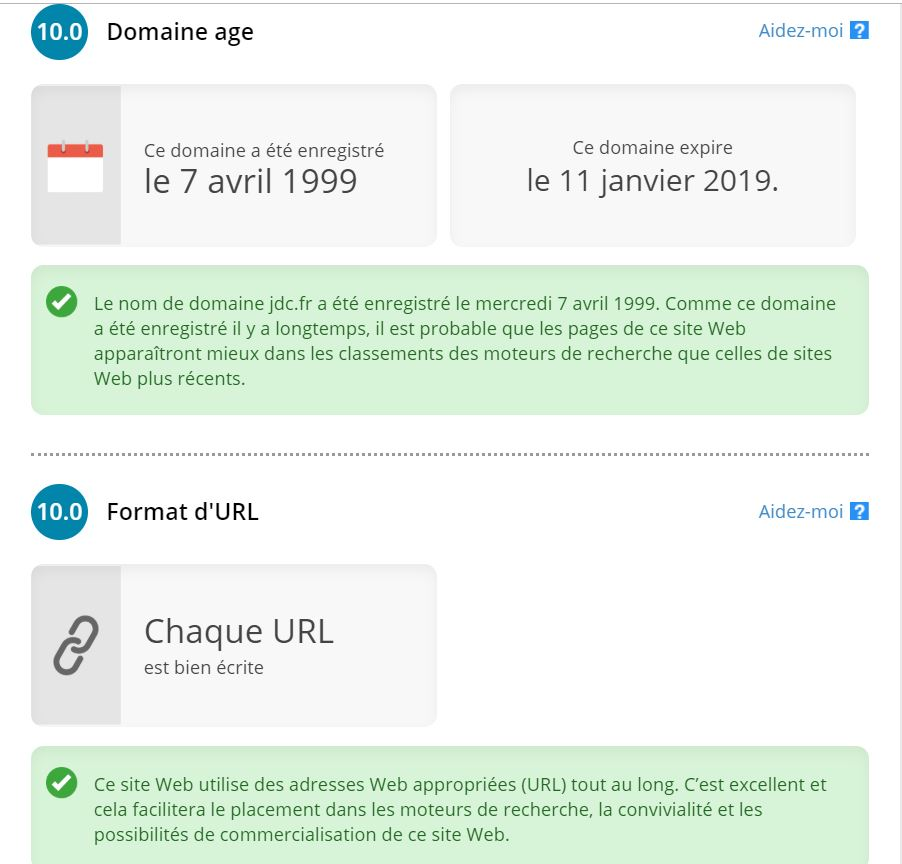 10.0 Domaine age Aidez-moi ?
Ce domaine a été enregistré
le 7 avril 1999
Ce domaine expire
le 11 janvier 2019.
Le nom de domaine jdc.fr a été enregistré le mercredi 7 avril 1999. Comme ce domaine
a été enregistré il y a longtemps, il est probable que les pages de ce site Web
apparaîtront mieux dans les classements des moteurs de recherche que celles de sites
Web plus récents.
10.0 Format d'URL Aidez-moi ?
Chaque URL
est bien écrite
Ce site Web utilise des adresses Web appropriées (URL) tout au long. C’est excellent et
cela facilitera le placement dans les moteurs de recherche, la convivialité et les
possibilités de commercialisation de ce site Web.